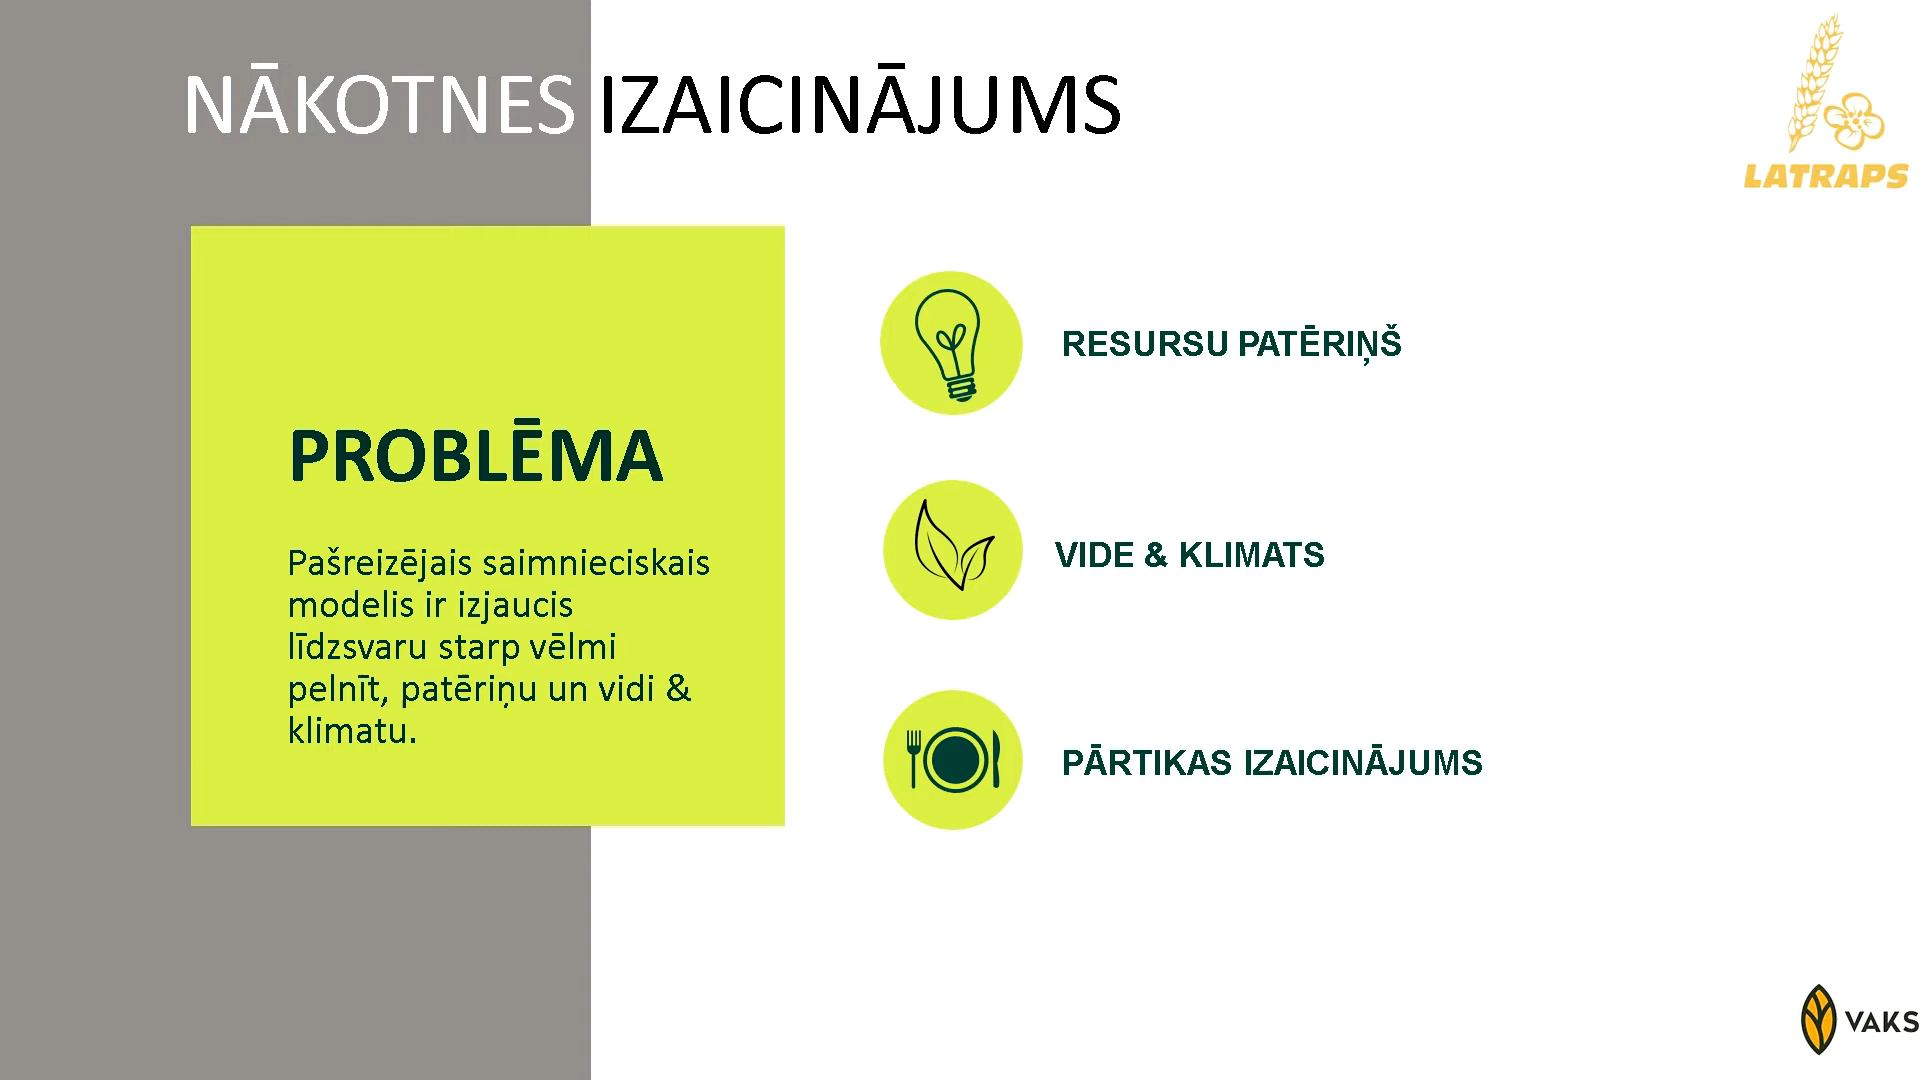 NĀKOTNES IZAICINĀJUMS
LATRAPS
PROBLĒMA
Pašreizējais saimnieciskais
modelis ir izjaucis
līdzsvaru starp vēlmi
pelnīt, patēriņu un vidi &
klimatu.
RESURSU PATĒRIŅŠ
VIDE & KLIMATS
PĀRTIKAS IZAICINĀJUMS
VAKS